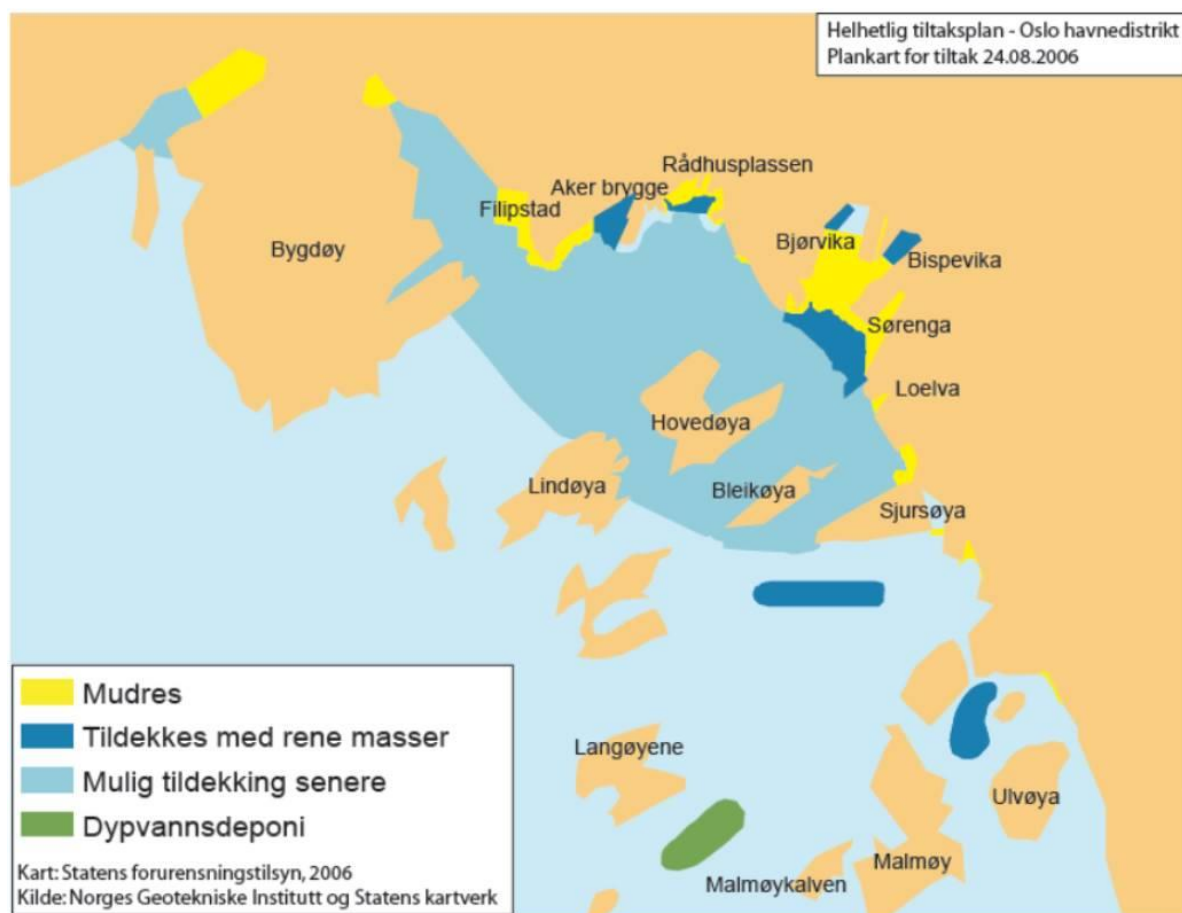 Helhetlig tiltaksplan - Oslo havnedistrikt
Plankart for tiltak 24.08.2006
Rådhusplassen
Aker brygge
Filipstad
Bygdøy
Bjørvika
Bispevika
Sørenga
Loelva
Hovedøya
Lindøya
Bleikøya
Sjursøya
Langøyene
Ulvøya
Malmøy
Malmøykalven
Mudres
Tildekkes med rene masser
Mulig tildekking senere
Dypvannsdeponi
Kart: Statens forurensningstilsyn, 2006
Kilde: Norges Geotekniske Institutt og Statens kartverk